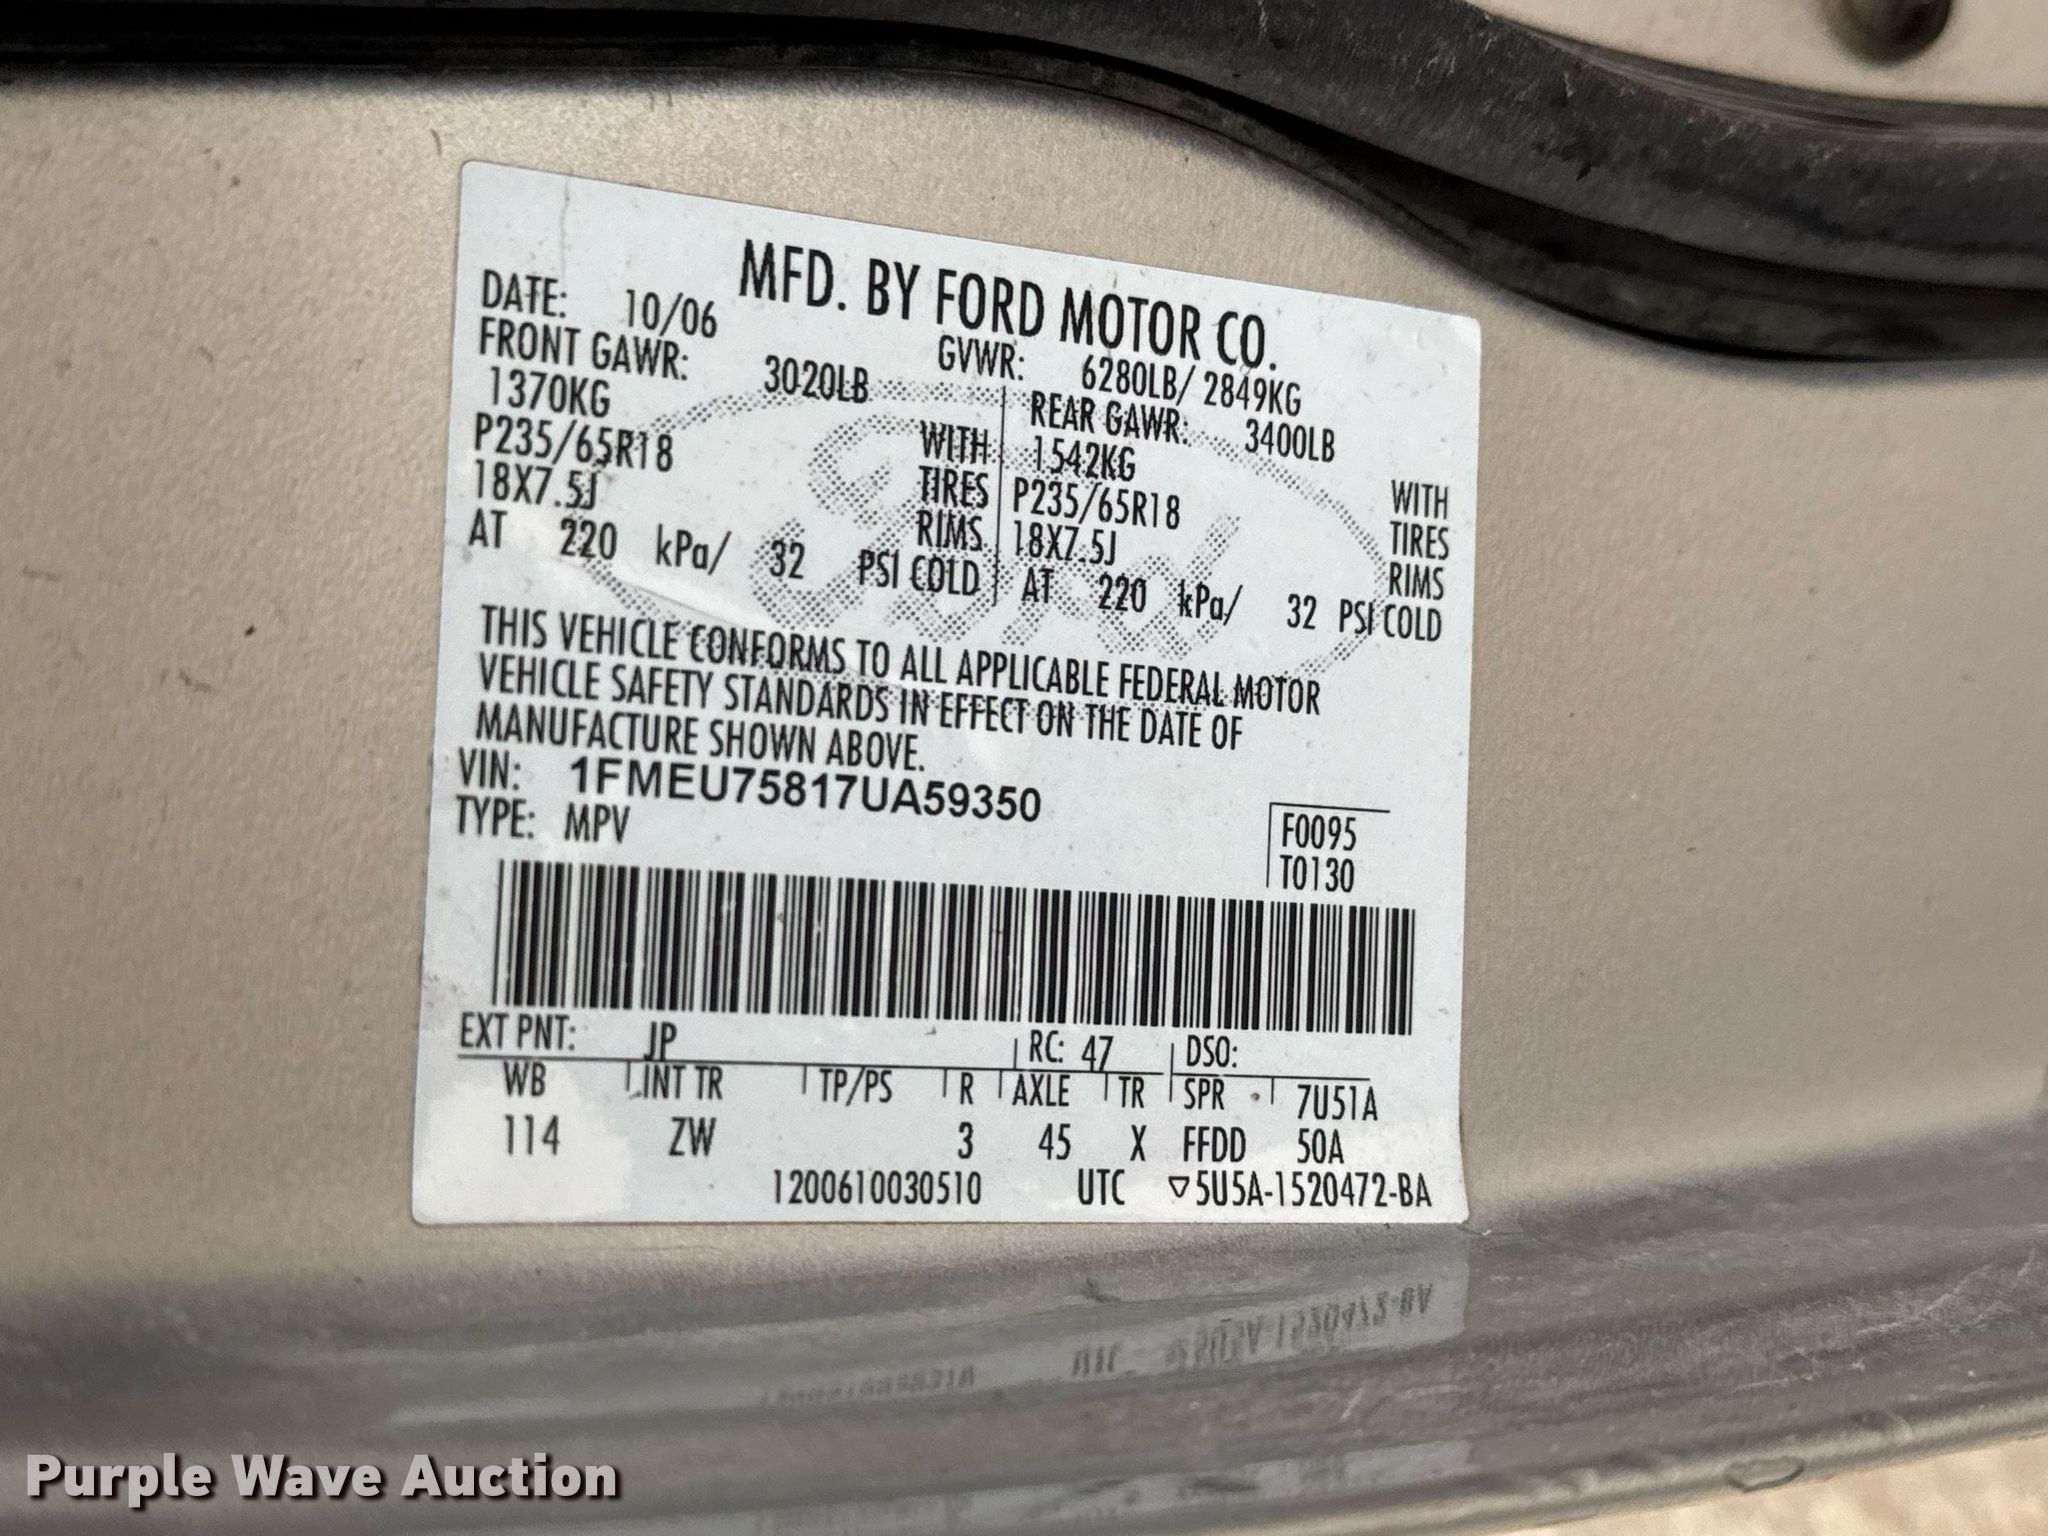 MFD. BY FORD MOTOR CO.
DATE: 10/06 GVWR: 6280LB/ 2849KG
FRONT GAWR: 3020LB REAR GAWR: 3400LB
1370KG WITH 1542KG WITH
P235/65R18 TIRES P235/65R18 TIRES
18X7.5J RIMS 18X7.5J RIMS
AT 220 kPa/ 32 PSI COLD AT 220 kPa/ 32 PSI COLD
THIS VEHICLE CONFORMS TO ALL APPLICABLE FEDERAL MOTOR
VEHICLE SAFETY STANDARDS IN EFFECT ON THE DATE OF
MANUFACTURE SHOWN ABOVE.
VIN: 1FMEU75817UA59350
TYPE: MPV
F0095
T0130
EXT PNT: JP RC: 47 DSO:
WB INT TR TP/PS R AXLE TR SPR 7U51A
114 ZW 3 45 X FFDD 50A
1200610030510 UTC ▽5U5A-1520472-BA
Purple Wave Auction